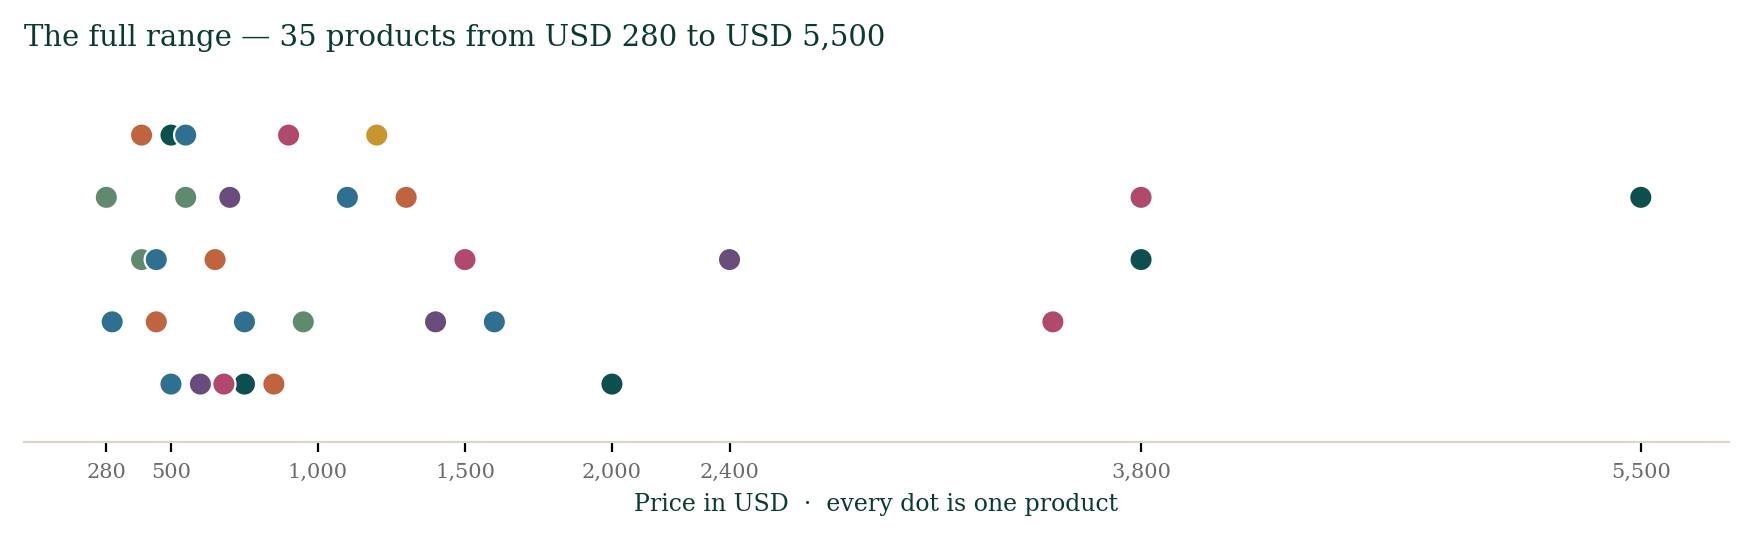 The full range — 35 products from USD 280 to USD 5,500
280 500 1,000 1,500 2,000 2,400 3,800 5,500
Price in USD · every dot is one product